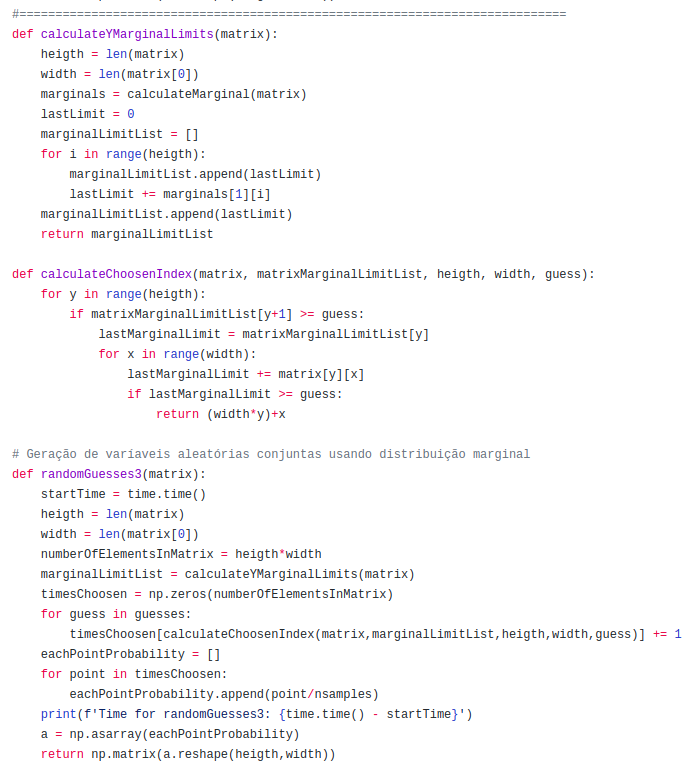 #============================================================================
def calculateYMarginalLimits(matrix):
    heigth = len(matrix)
    width = len(matrix[0])
    marginals = calculateMarginal(matrix)
    lastLimit = 0
    marginalLimitList = []
    for i in range(heigth):
        marginalLimitList.append(lastLimit)
        lastLimit += marginals[1][i]
    marginalLimitList.append(lastLimit)
    return marginalLimitList

def calculateChoosenIndex(matrix, matrixMarginalLimitList, heigth, width, guess):
    for y in range(heigth):
        if matrixMarginalLimitList[y+1] >= guess:
            lastMarginalLimit = matrixMarginalLimitList[y]
            for x in range(width):
                lastMarginalLimit += matrix[y][x]
                if lastMarginalLimit >= guess:
                    return (width*y)+x

# Geração de varíaveis aleatórias conjuntas usando distribuição marginal
def randomGuesses3(matrix):
    startTime = time.time()
    heigth = len(matrix)
    width = len(matrix[0])
    numberOfElementsInMatrix = heigth*width
    marginalLimitList = calculateYMarginalLimits(matrix)
    timesChoosen = np.zeros(numberOfElementsInMatrix)
    for guess in guesses:
        timesChoosen[calculateChoosenIndex(matrix,marginalLimitList,heigth,width,guess)] += 1
    eachPointProbability = []
    for point in timesChoosen:
        eachPointProbability.append(point/nsamples)
    print(f'Time for randomGuesses3: {time.time() - startTime}')
    a = np.asarray(eachPointProbability)
    return np.matrix(a.reshape(heigth,width))